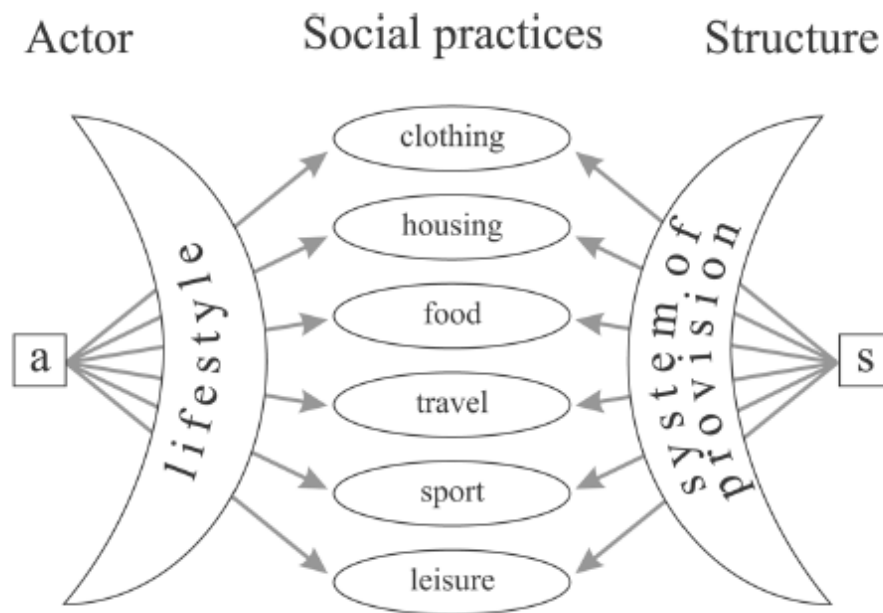 Actor
Social practices
Structure
clothing
housing
food
travel
sport
leisure
a
lifestyle
system of
provision
s